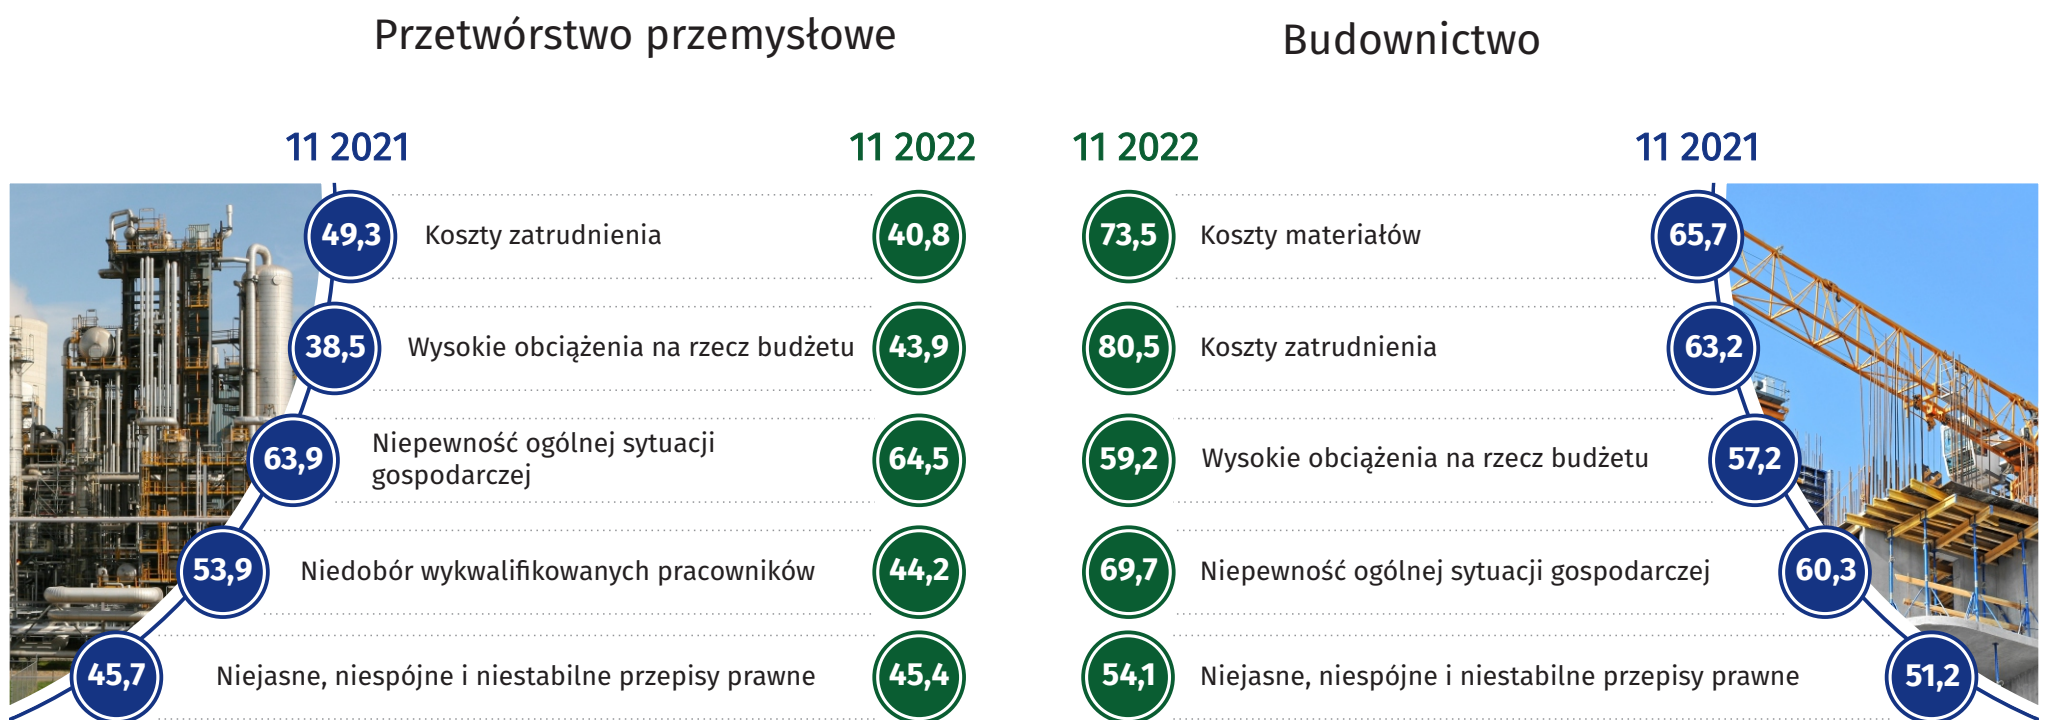 Przetwórstwo przemysłowe
11 2021 11 2022
49,3 Koszty zatrudnienia 40,8
38,5 Wysokie obciążenia na rzecz budżetu 43,9
63,9 Niepewność ogólnej sytuacji
gospodarczej 64,5
53,9 Niedobór wykwalifikowanych pracowników 44,2
45,7 Niejasne, niespójne i niestabilne przepisy prawne 45,4
Budownictwo
11 2022 11 2021
73,5 Koszty materiałów 65,7
80,5 Koszty zatrudnienia 63,2
59,2 Wysokie obciążenia na rzecz budżetu 57,2
69,7 Niepewność ogólnej sytuacji gospodarczej 60,3
54,1 Niejasne, niespójne i niestabilne przepisy prawne 51,2